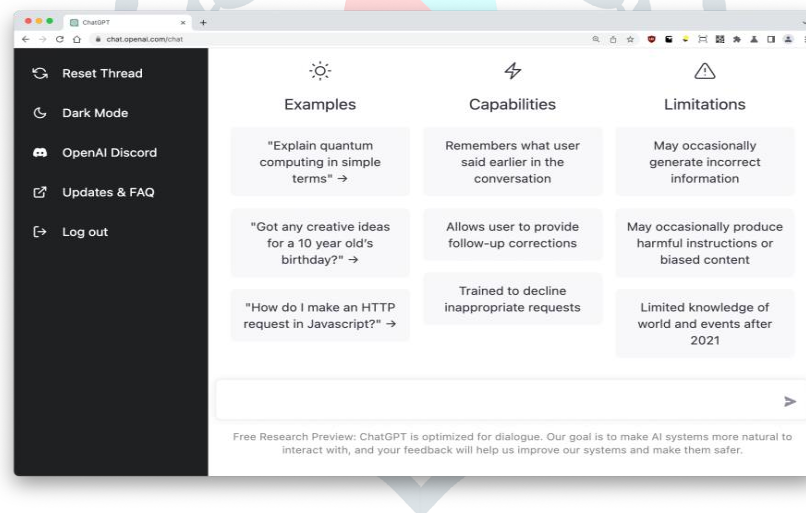 ChatGPT
chat.openai.com/chat
Reset Thread
Dark Mode
OpenAI Discord
Updates & FAQ
Log out
Examples
"Explain quantum
computing in simple
terms" →
"Got any creative ideas
for a 10 year old's
birthday?" →
"How do I make an HTTP
request in Javascript?" →
Capabilities
Remembers what user
said earlier in the
conversation
Allows user to provide
follow-up corrections
Trained to decline
inappropriate requests
Limitations
May occasionally
generate incorrect
information
May occasionally produce
harmful instructions or
biased content
Limited knowledge of
world and events after
2021
Free Research Preview: ChatGPT is optimized for dialogue. Our goal is to make AI systems more natural to
interact with, and your feedback will help us improve our systems and make them safer.